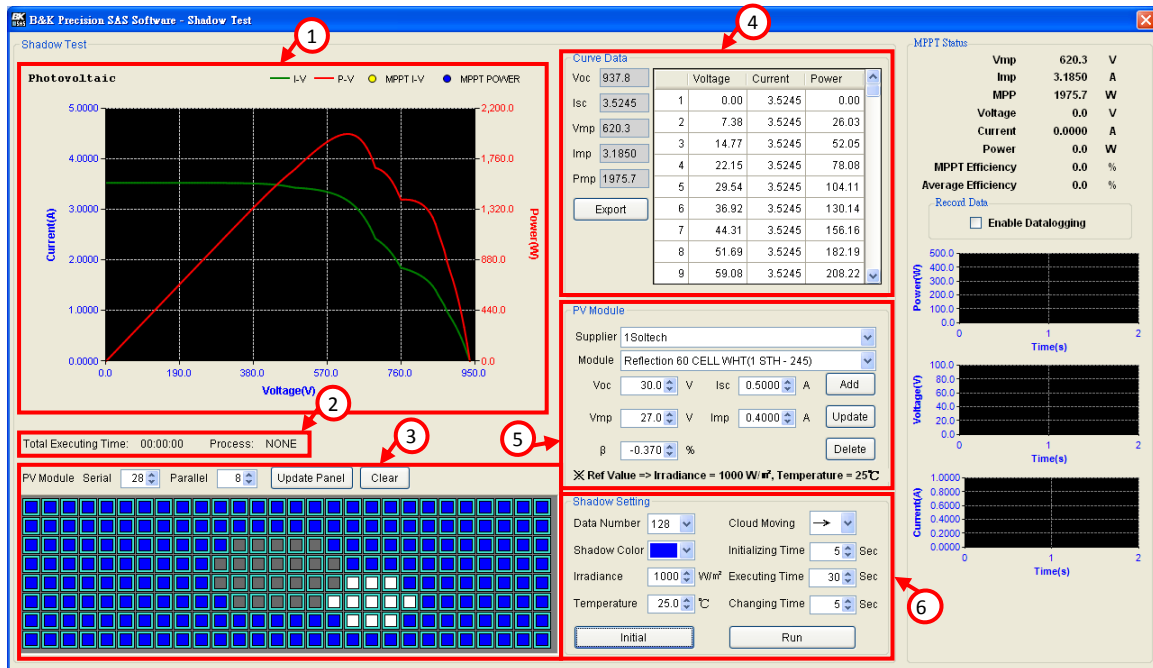 BK B&K Precision SAS Software - Shadow Test
Shadow Test
1
Photovoltaic
I-V P-V MPPT I-V MPPT POWER
5.0000 2,200.0
4.0000 1,760.0
3.0000 1,320.0
2.0000 880.0
1.0000 440.0
0.0000 0.0
Current(A)
Power(W)
0.0 190.0 380.0 570.0 760.0 950.0
Voltage(V)
2
Total Executing Time: 00:00:00 Process: NONE
3
PV Module Serial 28 Parallel 8 Update Panel Clear
4
Curve Data
Voc 937.8
Isc 3.5245
Vmp 620.3
Imp 3.1850
Pmp 1975.7
Export
Voltage Current Power
1 0.00 3.5245 0.00
2 7.38 3.5245 26.03
3 14.77 3.5245 52.05
4 22.15 3.5245 78.08
5 29.54 3.5245 104.11
6 36.92 3.5245 130.14
7 44.31 3.5245 156.16
8 51.69 3.5245 182.19
9 59.08 3.5245 208.22
5
PV Module
Supplier 1Soltech
Module Reflection 60 CELL WHT(1 STH - 245)
Voc 30.0 V Isc 0.5000 A Add
Vmp 27.0 V Imp 0.4000 A Update
β -0.370 % Delete
※ Ref Value => Irradiance = 1000 W/㎡, Temperature = 25℃
6
Shadow Setting
Data Number 128 Cloud Moving →
Shadow Color Initializing Time 5 Sec
Irradiance 1000 W/m² Executing Time 30 Sec
Temperature 25.0 ℃ Changing Time 5 Sec
Initial Run
MPPT Status
Vmp 620.3 V
Imp 3.1850 A
MPP 1975.7 W
Voltage 0.0 V
Current 0.0000 A
Power 0.0 W
MPPT Efficiency 0.0 %
Average Efficiency 0.0 %
Record Data
Enable Datalogging
Power(W)
500.0
400.0
300.0
200.0
100.0
0.0
0 1 2
Time(s)
Voltage(V)
100.0
80.0
60.0
40.0
20.0
0.0
0 1 2
Time(s)
Current(A)
1.0000
0.8000
0.6000
0.4000
0.2000
0.0000
0 1 2
Time(s)